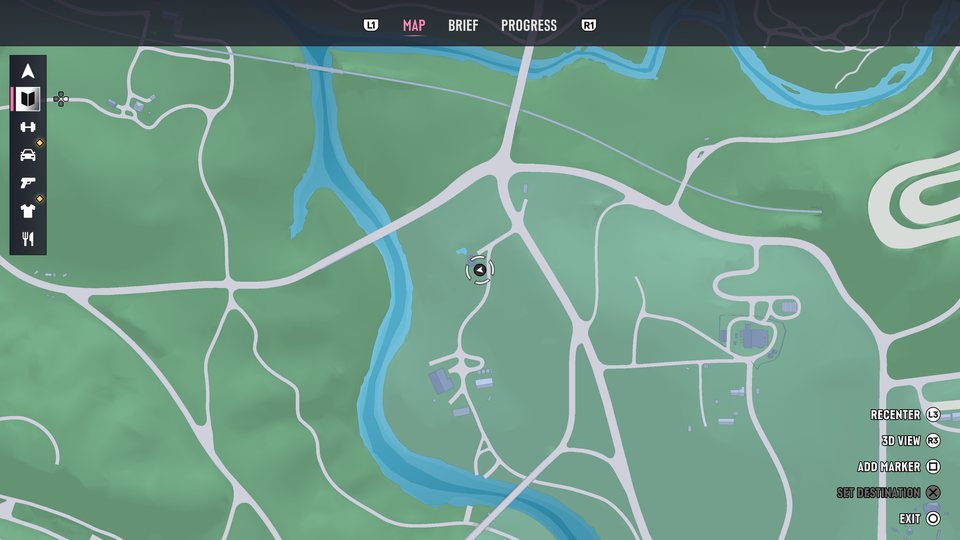 L1 MAP BRIEF PROGRESS R1
RECENTER L3
3D VIEW R3
ADD MARKER
SET DESTINATION
EXIT